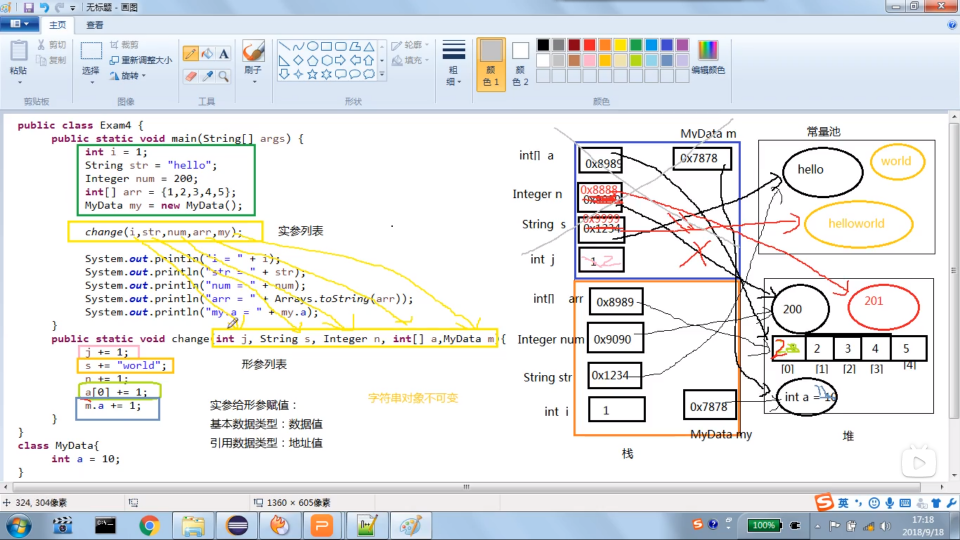 无标题 - 画图
主页
查看
粘贴
剪切
复制
剪贴板
选择
裁剪
重新调整大小
旋转
图像
A
工具
刷子
形状
轮廓
填充
粗细
颜色 1
颜色 2
颜色
编辑颜色
public class Exam4 {
public static void main(String[] args) {
int i = 1;
String str = "hello";
Integer num = 200;
int[] arr = {1,2,3,4,5};
MyData my = new MyData();
change(i,str,num,arr,my);
实参列表
System.out.println("i = " + i);
System.out.println("str = " + str);
System.out.println("num = " + num);
System.out.println("arr = " + Arrays.toString(arr));
System.out.println("my.a = " + my.a);
}
public static void change(int j, String s, Integer n, int[] a,MyData m){
j += 1;
s += "world";
n += 1;
a[0] += 1;
m.a += 1;
}
}
class MyData{
int a = 10;
}
形参列表
实参给形参赋值：
基本数据类型：数据值
引用数据类型：地址值
字符串对象不可变
MyData m
int[] a
0x8989
0x7878
Integer n
0x8888
String s
0x9999
0x1234
int j
1
2
int[] arr
0x8989
Integer num
0x9090
String str
0x1234
int i
1
0x7878
MyData my
栈
常量池
hello
world
helloworld
200
201
2
2
3
4
5
[0]
[1]
[2]
[3]
[4]
int a =
堆
324, 304像素
1360 × 605像素
英
100%
17:18
2018/9/18